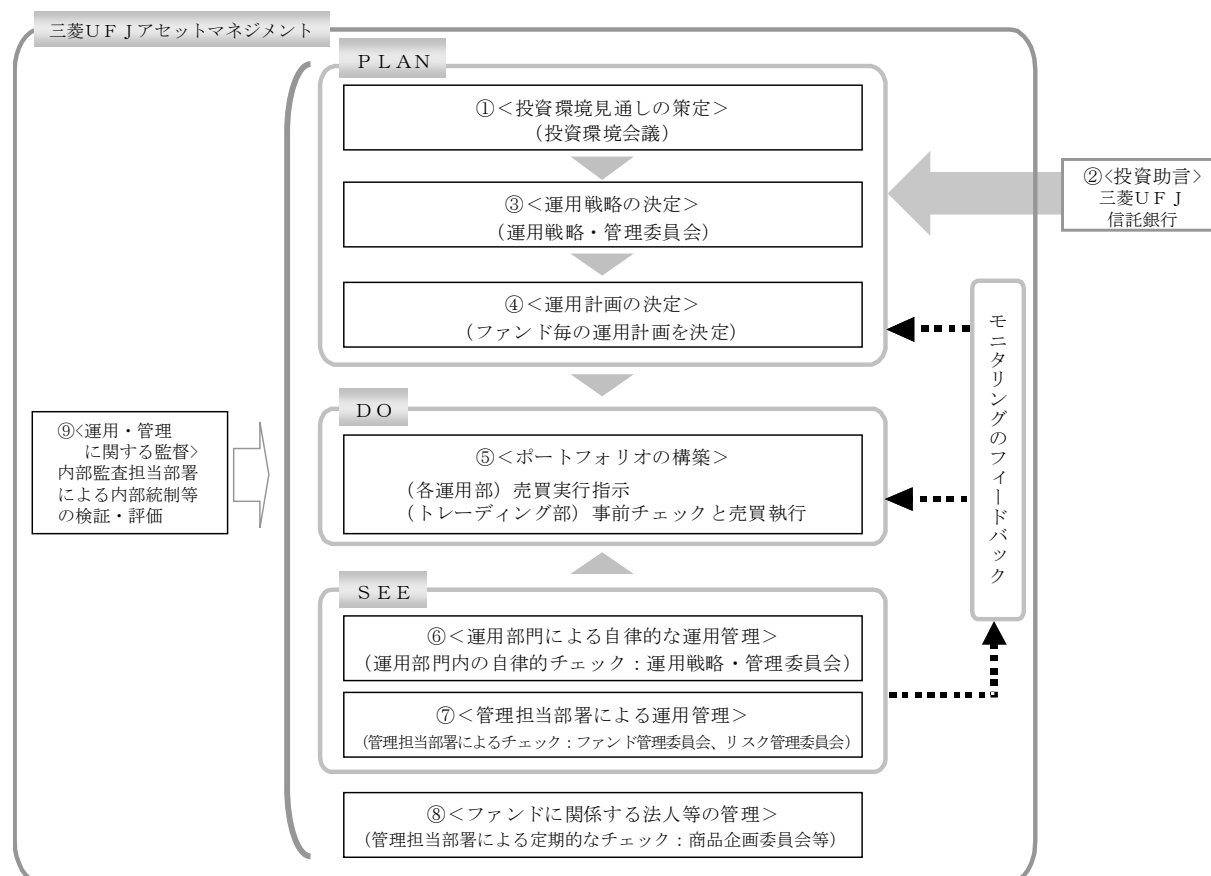 三菱UFJアセットマネジメント
PLAN
①<投資環境見通しの策定>
(投資環境会議)
②<投資助言>
三菱UFJ
信託銀行
③<運用戦略の決定>
(運用戦略・管理委員会)
④<運用計画の決定>
(ファンド毎の運用計画を決定)
モニタリングのフィードバック
DO
⑤<ポートフォリオの構築>
(各運用部)売買実行指示
(トレーディング部)事前チェックと売買執行
⑨<運用・管理
に関する監督>
内部監査担当部署
による内部統制等
の検証・評価
SEE
⑥<運用部門による自律的な運用管理>
(運用部門内の自律的チェック:運用戦略・管理委員会)
⑦<管理担当部署による運用管理>
(管理担当部署によるチェック:ファンド管理委員会、リスク管理委員会)
⑧<ファンドに関係する法人等の管理>
(管理担当部署による定期的なチェック:商品企画委員会等)